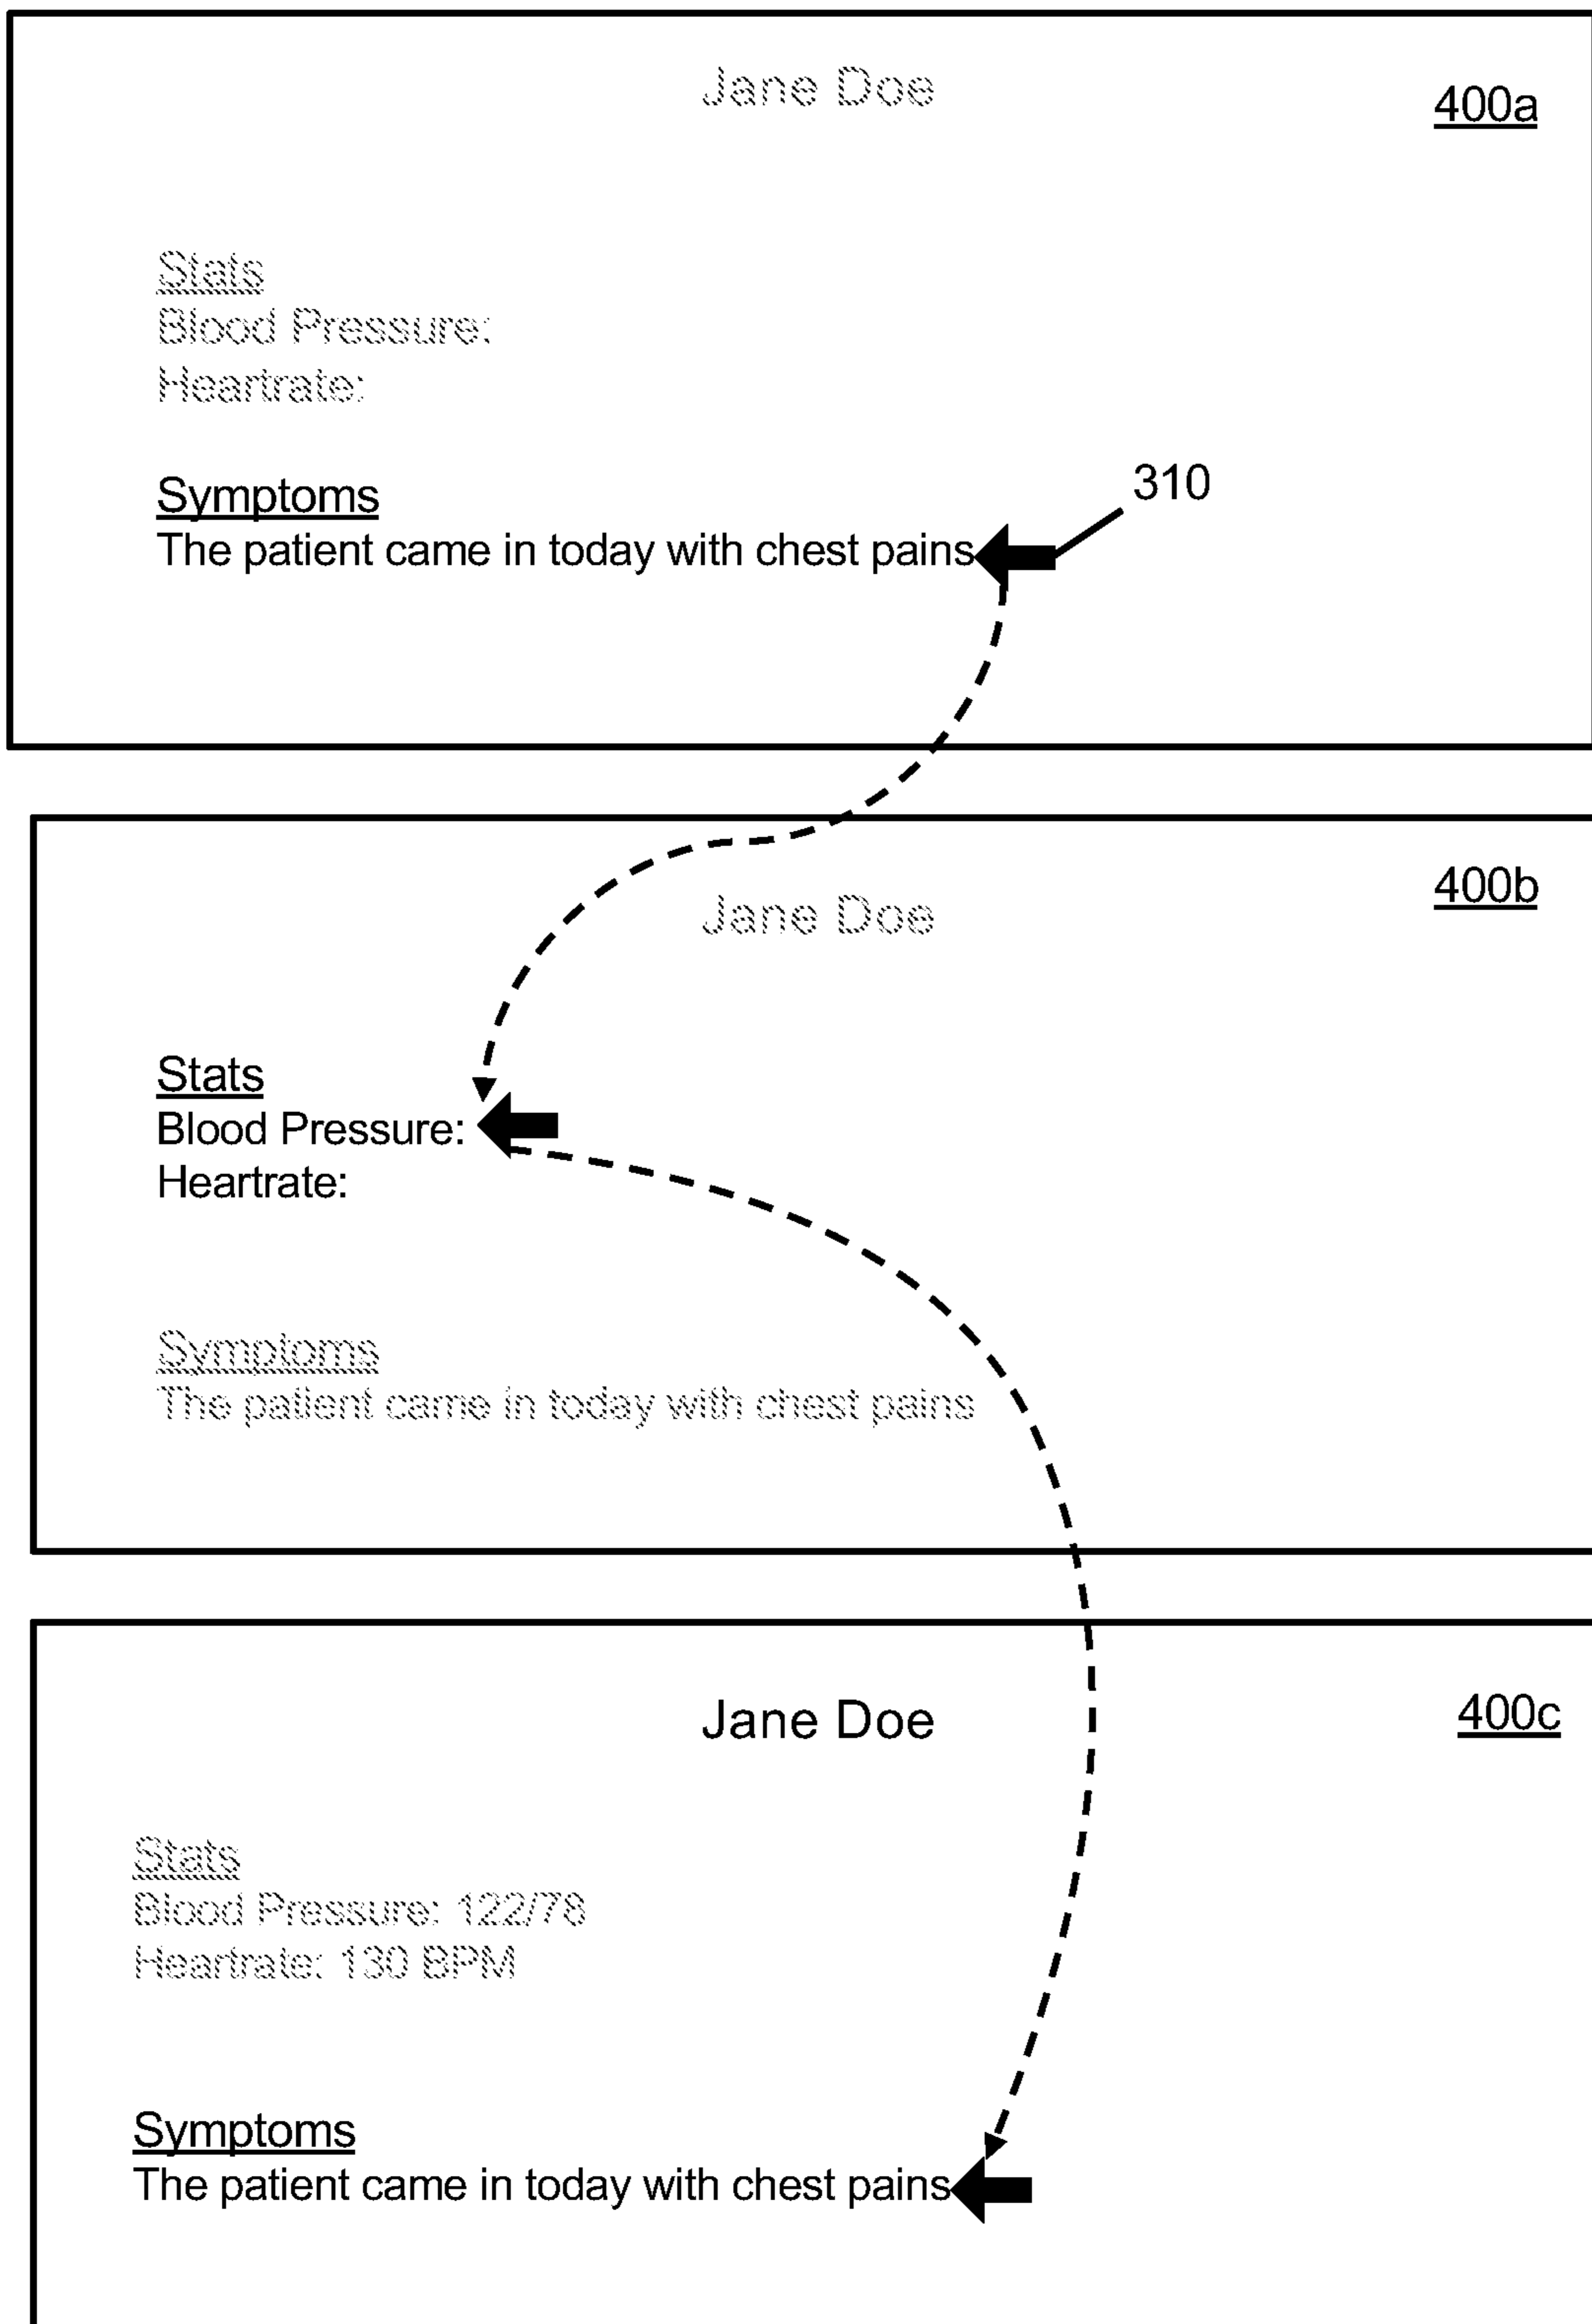 Jane Doe
400a
Stats
Blood Pressure:
Heartrate:
310
Symptoms
The patient came in today with chest pains
400b
Jane Doe
Stats
Blood Pressure:
Heartrate:
Symptoms
The patient came in today with chest pains
Jane Doe
400c
Stats
Blood Pressure: 122/78
Heartrate: 130 BPM
Symptoms
The patient came in today with chest pains